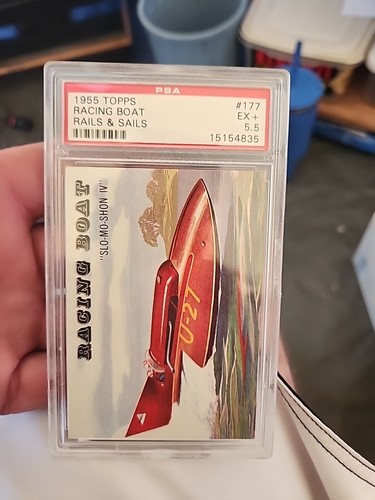 PSA
1955 TOPPS #177
RACING BOAT EX +
RAILS & SAILS 5.5
15154835
RACING BOAT
"SLO-MO-SHON IV"
U-27